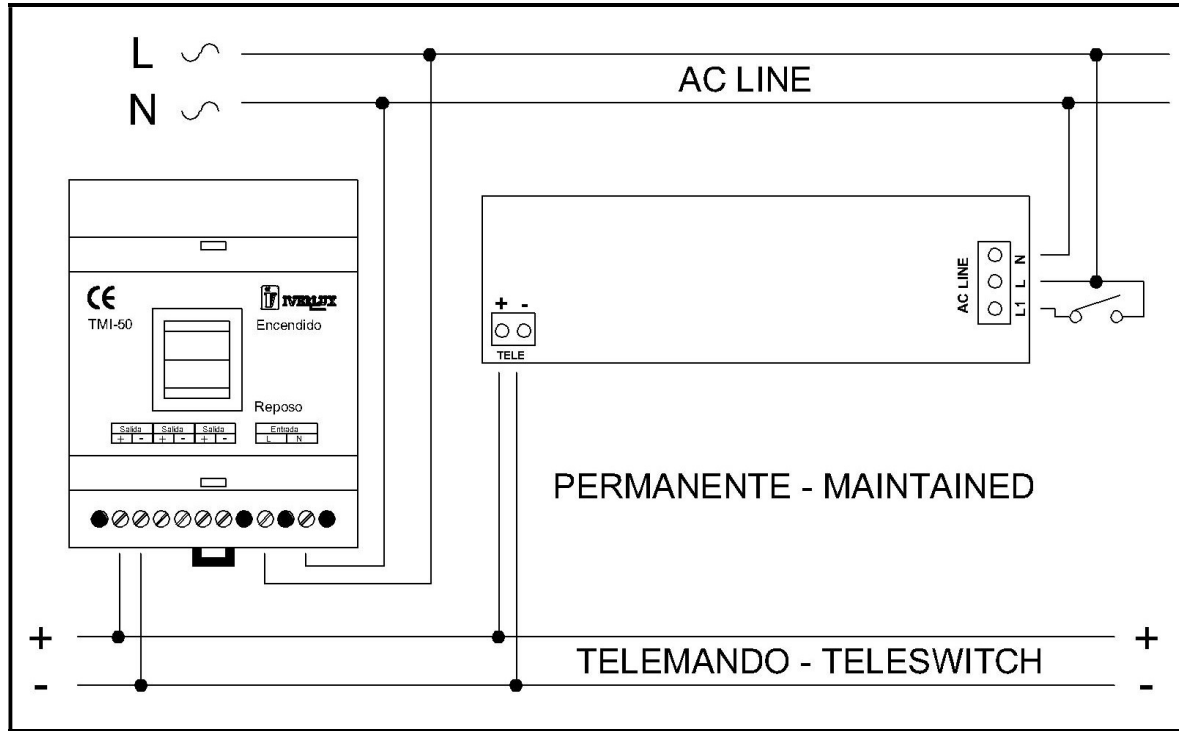 L
AC LINE
N
CE
IVERLUX
TMI-50
Encendido
Reposo
Salida Salida Salida Entrada
+ - + - + - L N
+ -
TELE
AC LINE
N
L
L1
PERMANENTE - MAINTAINED
+ +
TELEMANDO - TELESWITCH
- -